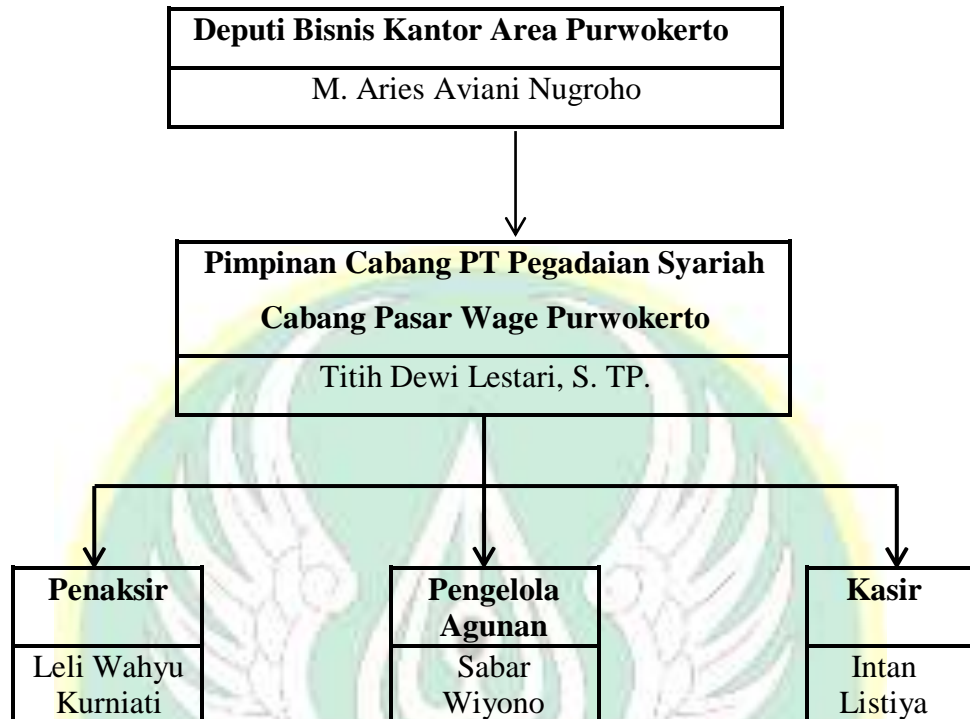 Deputi Bisnis Kantor Area Purwokerto
M. Aries Aviani Nugroho
Pimpinan Cabang PT Pegadaian Syariah
Cabang Pasar Wage Purwokerto
Titih Dewi Lestari, S. TP.
Penaksir
Leli Wahyu
Kurniati
Pengelola
Agunan
Sabar
Wiyono
Kasir
Intan
Listiya